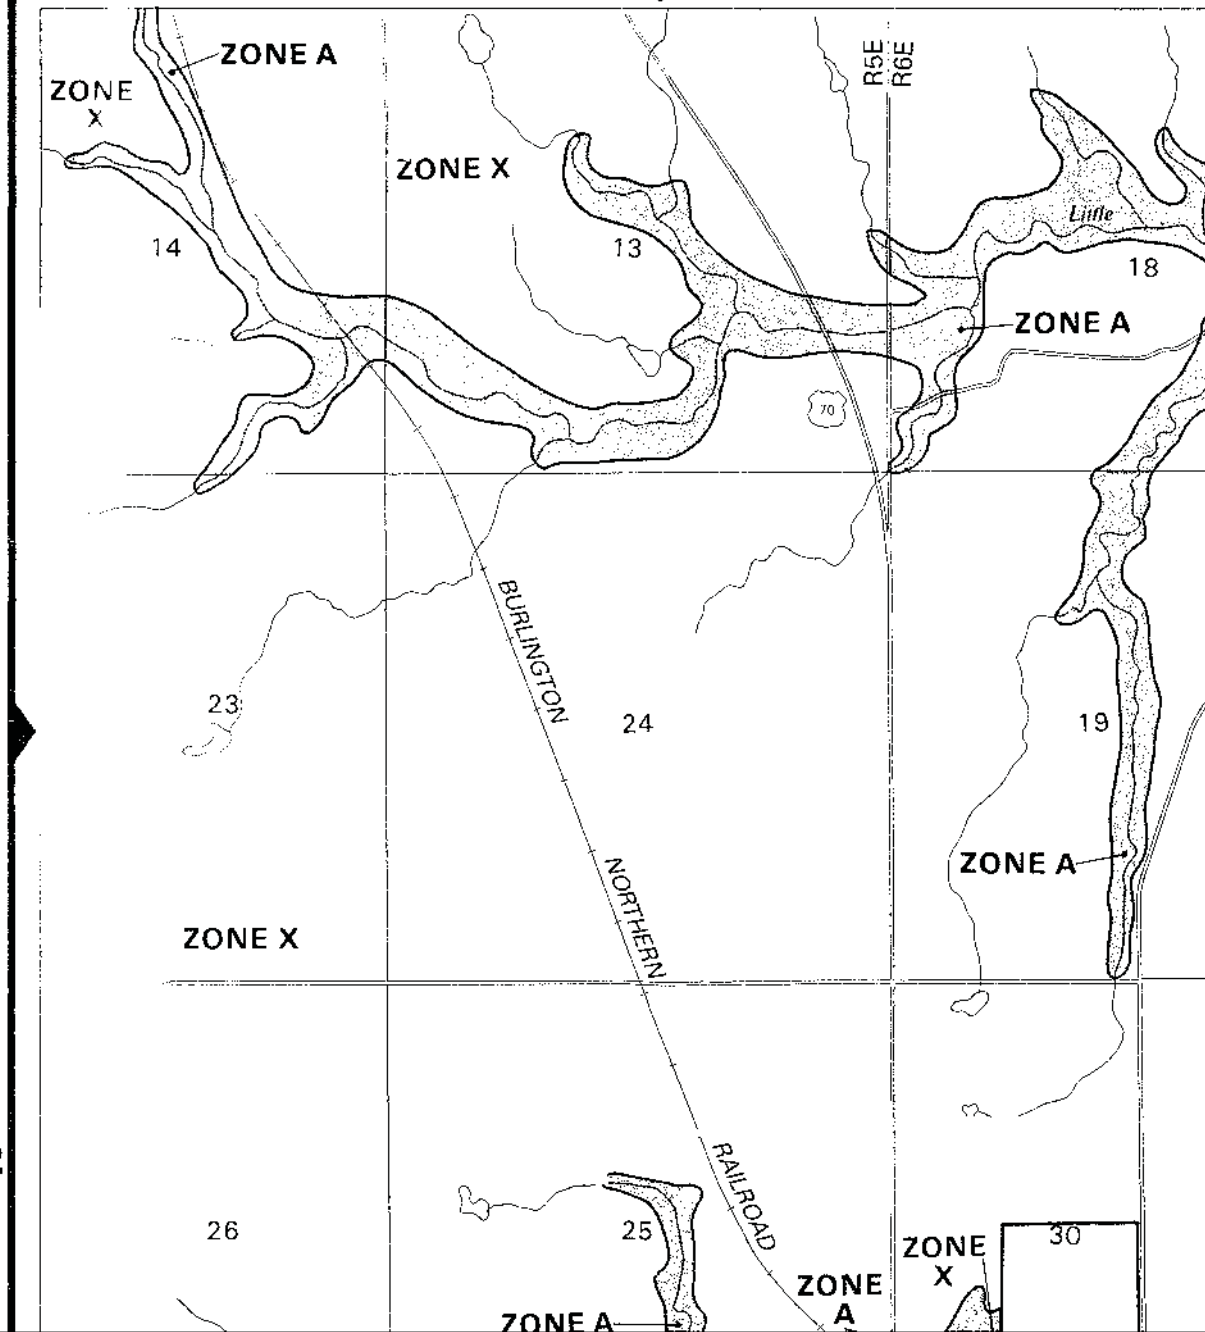 ZONE A
R5E
R6E
ZONE
X
ZONE X
Little
14
13
18
ZONE A
70
BURLINGTON
23
24
19
ZONE A
NORTHERN
ZONE X
RAILROAD
26
25
30
ZONE
X
ZONE
A
ZONE A